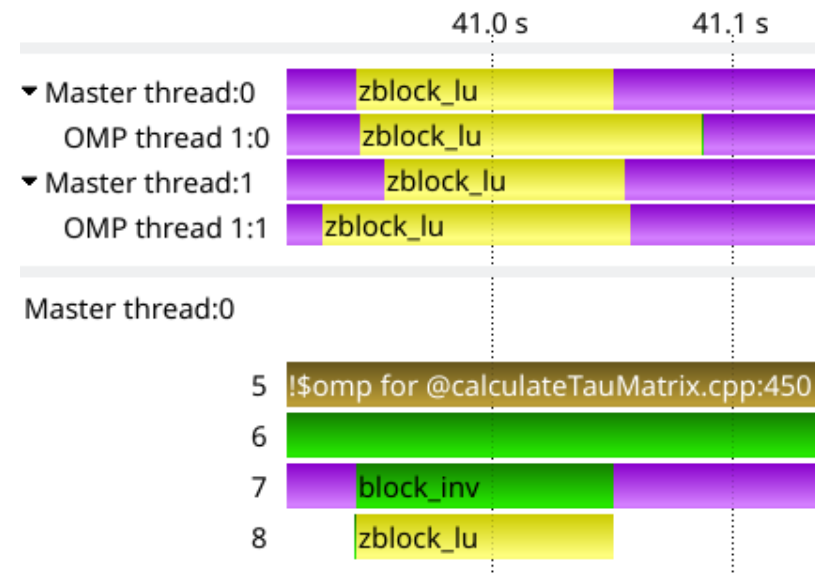 41.0 s 41.1 s
Master thread:0 zblock_lu
OMP thread 1:0 zblock_lu
Master thread:1 zblock_lu
OMP thread 1:1 zblock_lu
Master thread:0
5 !$omp for @calculateTauMatrix.cpp:450
6
7 block_inv
8 zblock_lu